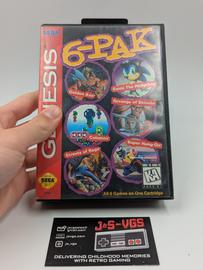 SEGA
GENESIS
6-PAK
Golden Axe
Sonic The Hedgehog
Revenge of Shinobi
Columns
Streets of Rage
Super Hang On
K-A
All 6 Games on One Cartridge
SEGA
J&S-VGS
js_vgs
DELIVERING CHILDHOOD MEMORIES
WITH RETRO GAMING